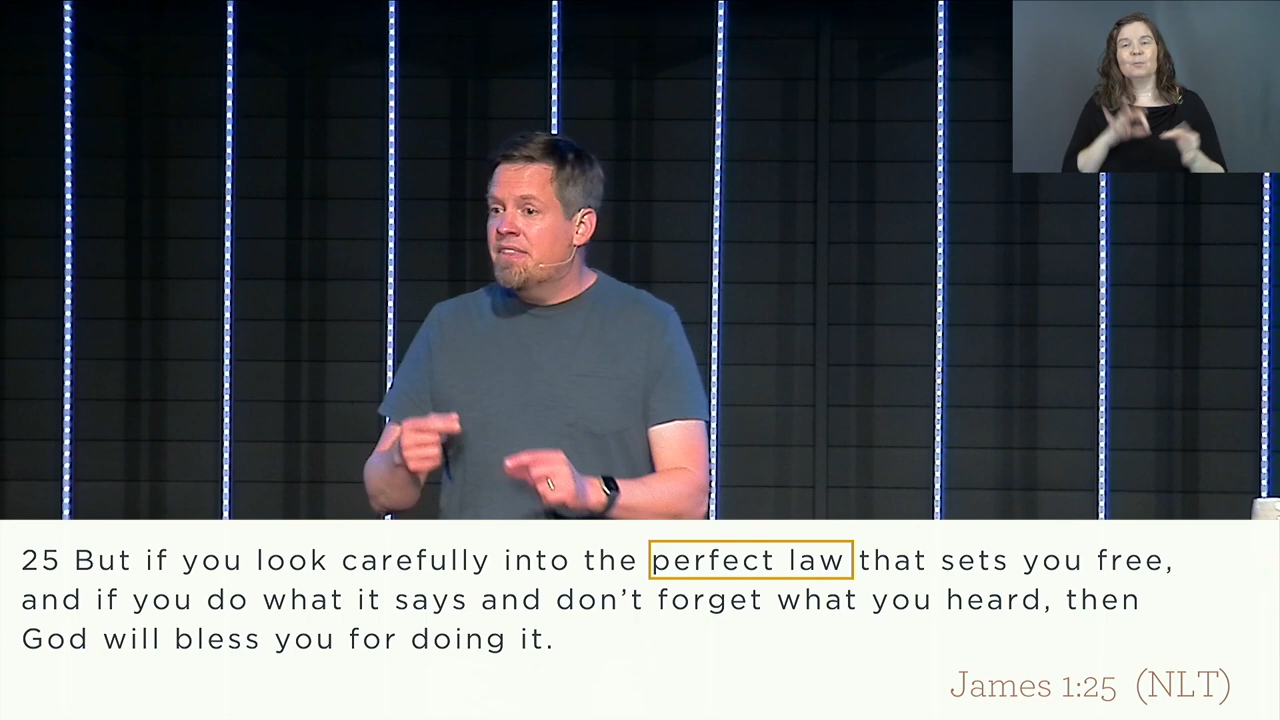 25 But if you look carefully into the perfect law that sets you free,
and if you do what it says and don't forget what you heard, then
God will bless you for doing it.
James 1:25 (NLT)